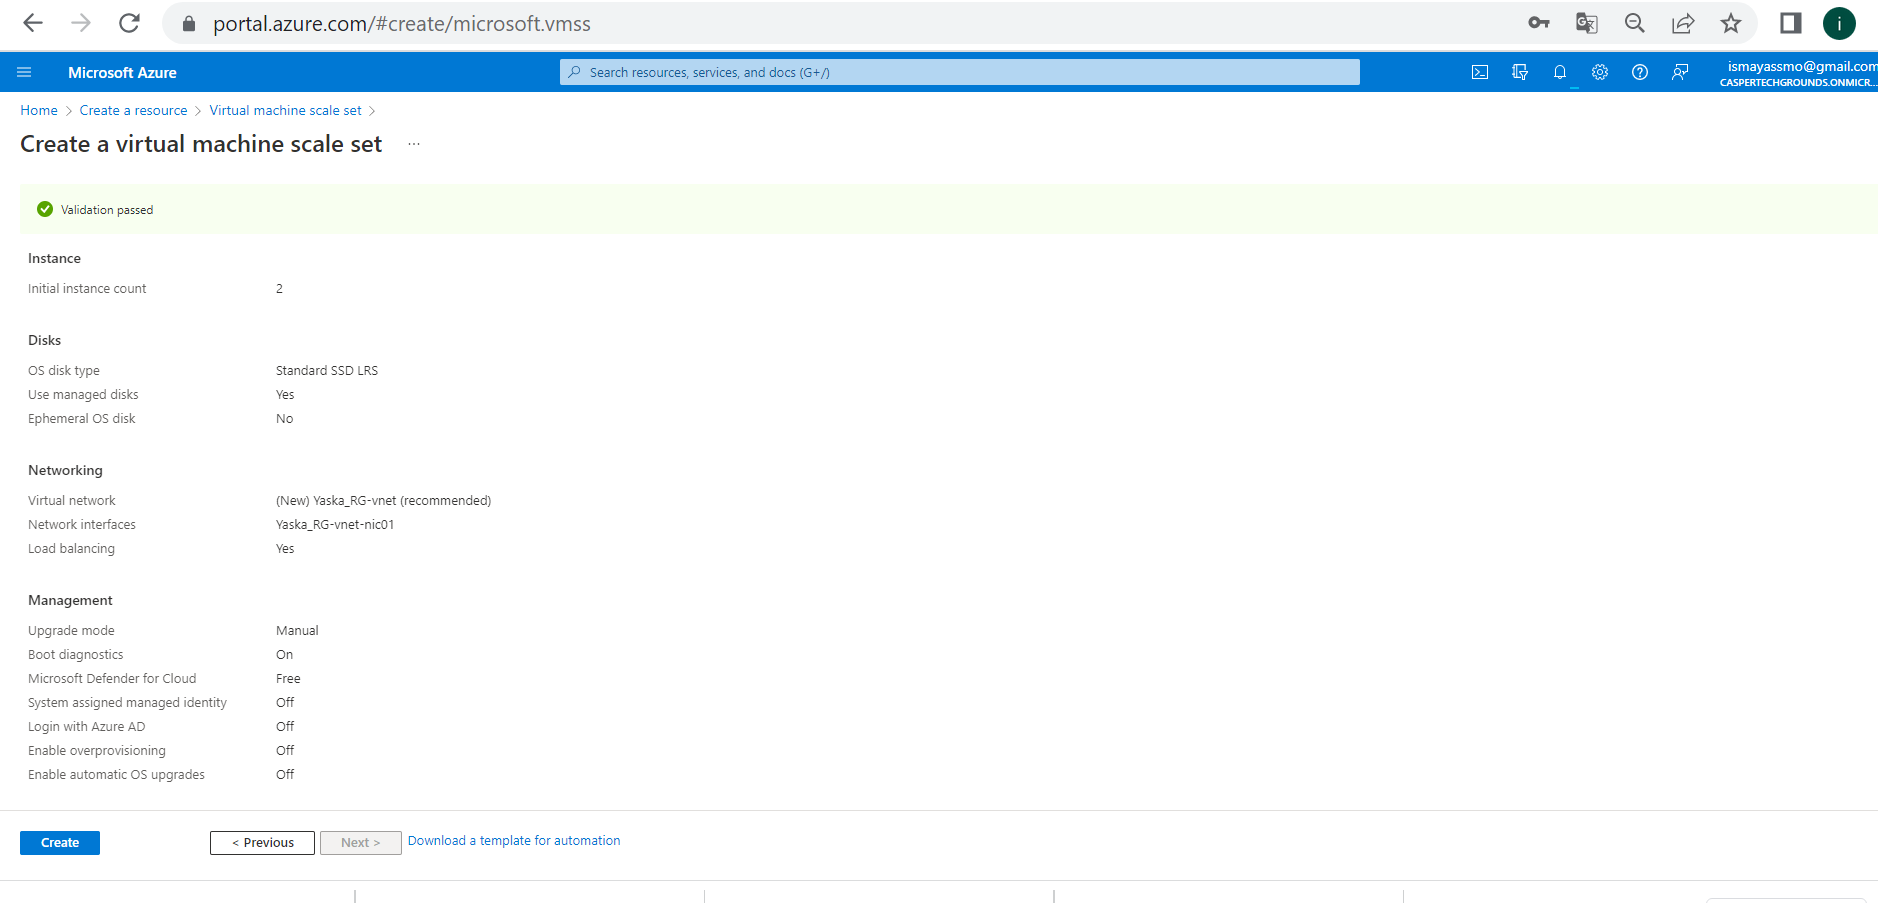 portal.azure.com/#create/microsoft.vmss
i
Microsoft Azure
Search resources, services, and docs (G+/)
ismayassmo@gmail.com
CASPERTECHGROUNDS.ONMICR...
Home > Create a resource > Virtual machine scale set >
Create a virtual machine scale set ...
Validation passed
Instance
Initial instance count 2
Disks
OS disk type Standard SSD LRS
Use managed disks Yes
Ephemeral OS disk No
Networking
Virtual network (New) Yaska_RG-vnet (recommended)
Network interfaces Yaska_RG-vnet-nic01
Load balancing Yes
Management
Upgrade mode Manual
Boot diagnostics On
Microsoft Defender for Cloud Free
System assigned managed identity Off
Login with Azure AD Off
Enable overprovisioning Off
Enable automatic OS upgrades Off
Create < Previous Next > Download a template for automation